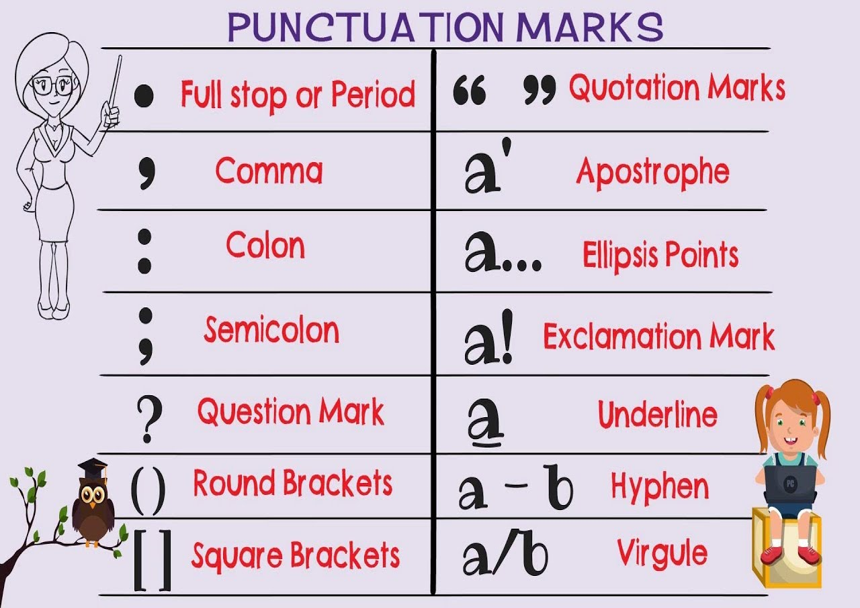 PUNCTUATION MARKS
• Full stop or Period
“ ” Quotation Marks
, Comma
a' Apostrophe
: Colon
a... Ellipsis Points
; Semicolon
a! Exclamation Mark
? Question Mark
a Underline
() Round Brackets
a - b Hyphen
[ ] Square Brackets
a/b Virgule